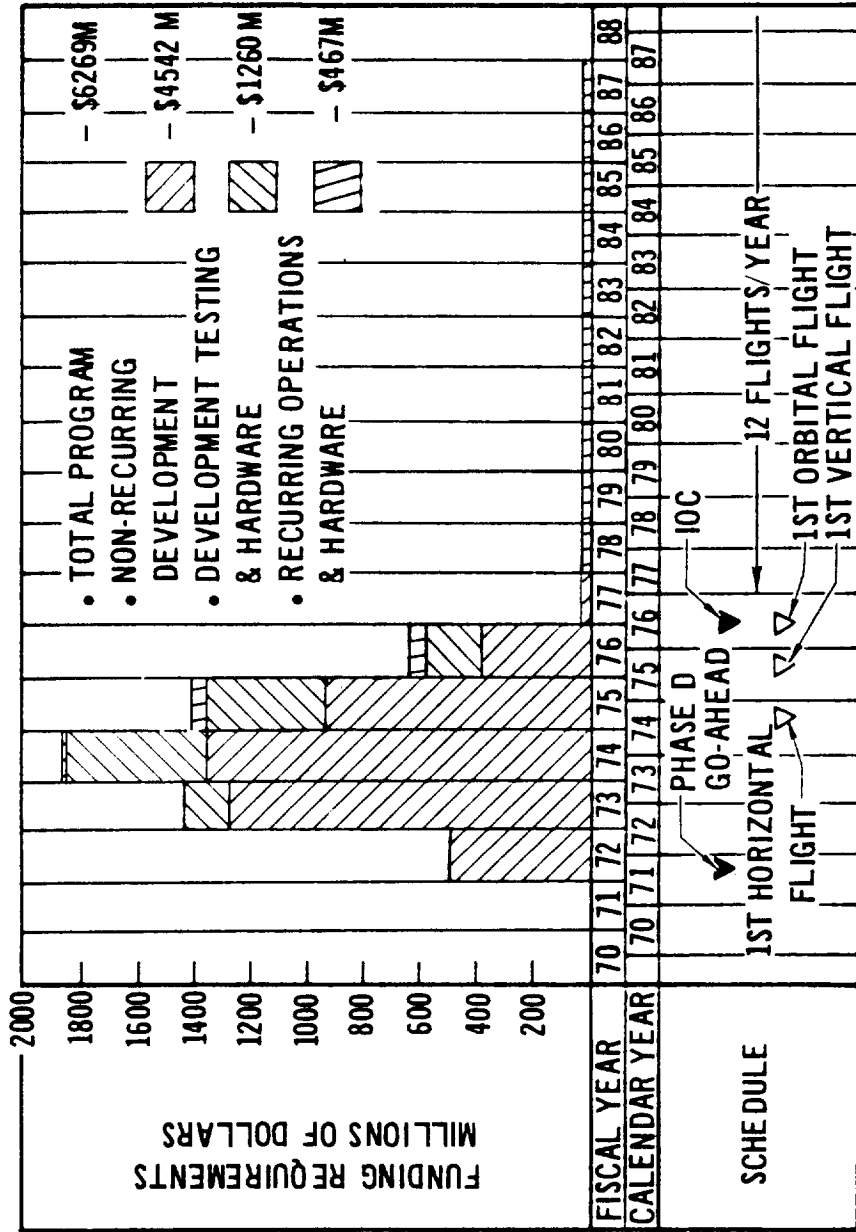 FUNDING REQUIREMENTS
MILLIONS OF DOLLARS
2000
1800
1600
1400
1200
1000
800
600
400
200
• TOTAL PROGRAM – $6269M
• NON-RECURRING
DEVELOPMENT – $4542 M
• DEVELOPMENT TESTING
& HARDWARE – $1260 M
• RECURRING OPERATIONS
& HARDWARE – $467M
FISCAL YEAR 70 71 72 73 74 75 76 77 78 79 80 81 82 83 84 85 86 87 88
CALENDAR YEAR 70 71 72 73 74 75 76 77 78 79 80 81 82 83 84 85 86 87
SCHEDULE
PHASE D
GO-AHEAD
IOC
12 FLIGHTS/YEAR
1ST HORIZONTAL
FLIGHT
1ST ORBITAL FLIGHT
1ST VERTICAL FLIGHT